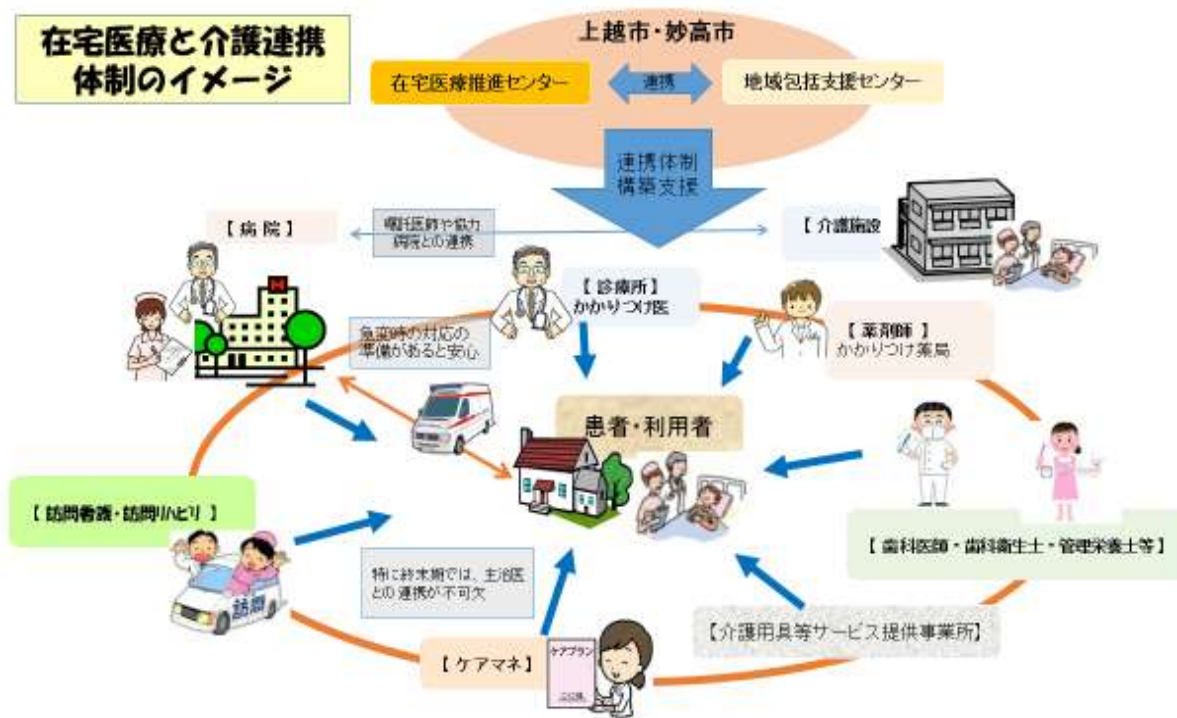 在宅医療と介護連携
体制のイメージ
上越市・妙高市
在宅医療推進センター
連携
地域包括支援センター
連携体制
構築支援
【 病院 】
嘱託医師や協力
病院との連携
【 介護施設
【 診療所 】
かかりつけ医
【 薬剤師 】
かかりつけ薬局
急変時の対応の
準備があると安心
患者・利用者
【 訪問看護・訪問リハビリ 】
訪問
【 歯科医師・歯科衛生士・管理栄養士等 】
特に終末期では、主治医
との連携が不可欠
【介護用具等サービス提供事業所】
【 ケアマネ 】
ケアプラン